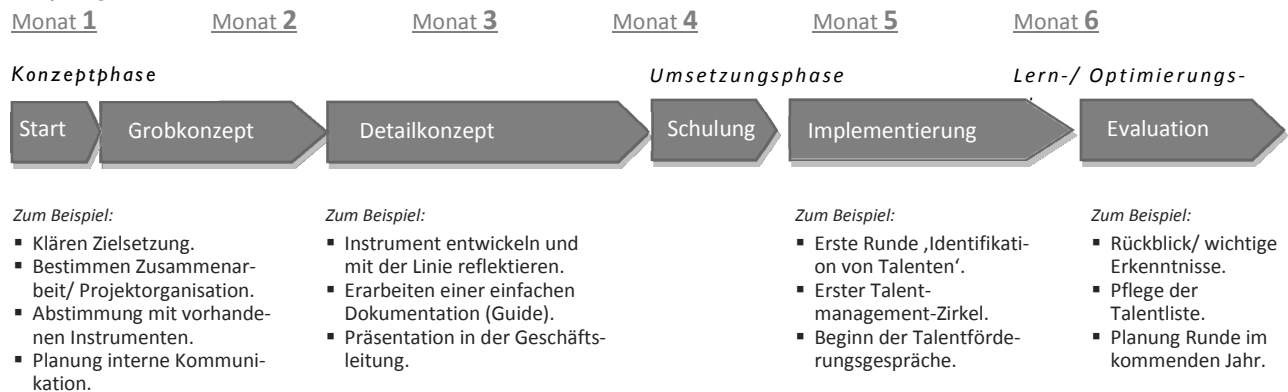 Monat 1 Monat 2 Monat 3 Monat 4 Monat 5 Monat 6
Konzeptphase Umsetzungsphase Lern-/ Optimierungs-
Start Grobkonzept Detailkonzept Schulung Implementierung Evaluation
Zum Beispiel:
▪ Klären Zielsetzung.
▪ Bestimmen Zusammenar-
beit/ Projektorganisation.
▪ Abstimmung mit vorhande-
nen Instrumenten.
▪ Planung interne Kommuni-
kation.
Zum Beispiel:
▪ Instrument entwickeln und
mit der Linie reflektieren.
▪ Erarbeiten einer einfachen
Dokumentation (Guide).
▪ Präsentation in der Geschäfts-
leitung.
Zum Beispiel:
▪ Erste Runde ‚Identifikati-
on von Talenten‘.
▪ Erster Talent-
management-Zirkel.
▪ Beginn der Talentförde-
rungsgespräche.
Zum Beispiel:
▪ Rückblick/ wichtige
Erkenntnisse.
▪ Pflege der
Talentliste.
▪ Planung Runde im
kommenden Jahr.